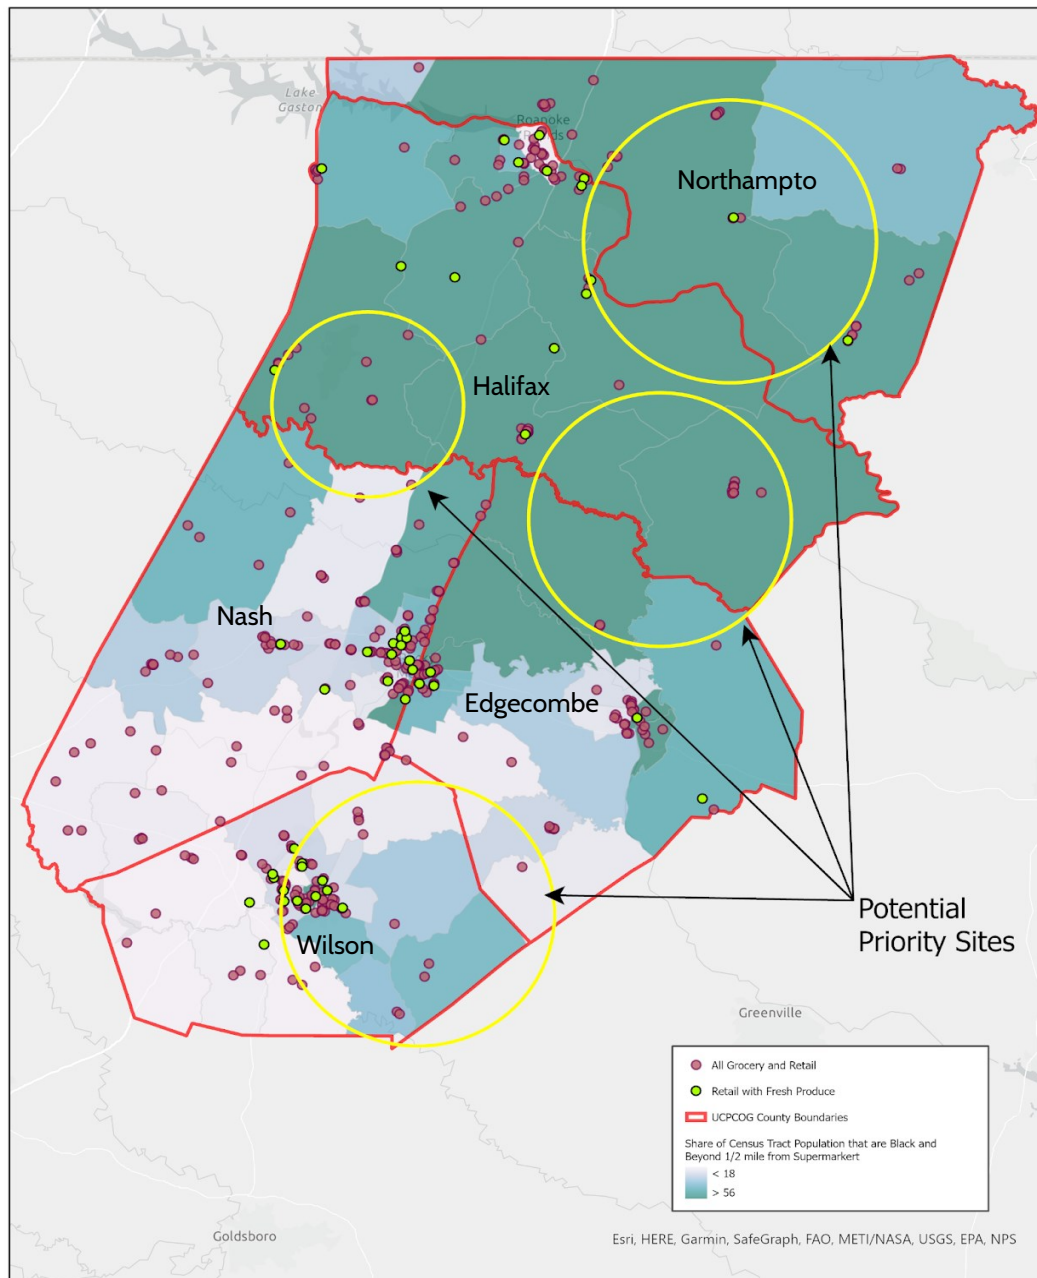 Lake
Gaston
Roanoke
Northampto
Halifax
Nash
Edgecombe
Wilson
Potential
Priority Sites
Greenville
All Grocery and Retail
Retail with Fresh Produce
UCPCOG County Boundaries
Share of Census Tract Population that are Black and
Beyond 1/2 mile from Supermarkert
< 18
> 56
Goldsboro
Esri, HERE, Garmin, SafeGraph, FAO, METI/NASA, USGS, EPA, NPS